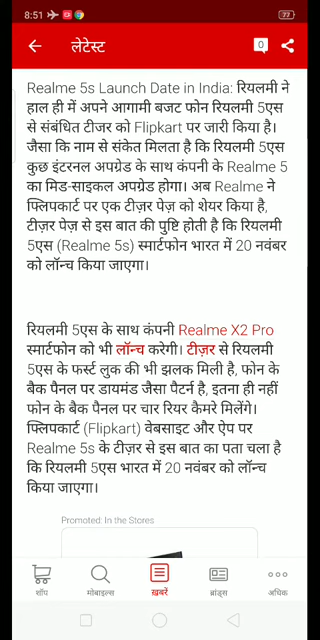 8:51
77
लेटेस्ट
0
Realme 5s Launch Date in India: रियलमी ने
हाल ही में अपने आगामी बजट फोन रियलमी 5एस
से संबंधित टीजर को Flipkart पर जारी किया है।
जैसा कि नाम से संकेत मिलता है कि रियलमी 5एस
कुछ इंटरनल अपग्रेड के साथ कंपनी के Realme 5
का मिड-साइकल अपग्रेड होगा। अब Realme ने
फ्लिपकार्ट पर एक टीज़र पेज़ को शेयर किया है,
टीज़र पेज़ से इस बात की पुष्टि होती है कि रियलमी
5एस (Realme 5s) स्मार्टफोन भारत में 20 नवंबर
को लॉन्च किया जाएगा।
रियलमी 5एस के साथ कंपनी Realme X2 Pro
स्मार्टफोन को भी लॉन्च करेगी। टीज़र से रियलमी
5एस के फर्स्ट लुक की भी झलक मिली है, फोन के
बैक पैनल पर डायमंड जैसा पैटर्न है, इतना ही नहीं
फोन के बैक पैनल पर चार रियर कैमरे मिलेंगे।
फ्लिपकार्ट (Flipkart) वेबसाइट और ऐप पर
Realme 5s के टीज़र से इस बात का पता चला है
कि रियलमी 5एस भारत में 20 नवंबर को लॉन्च
किया जाएगा।
Promoted: In the Stores
शॉप
मोबाइल्स
ख़बरें
ब्रांड्स
अधिक